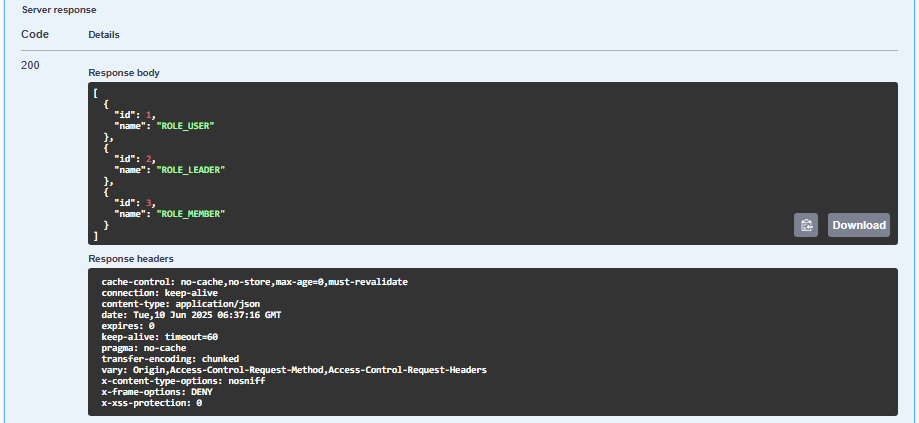 Server response
Code Details
200
Response body
[
  {
    "id": 1,
    "name": "ROLE_USER"
  },
  {
    "id": 2,
    "name": "ROLE_LEADER"
  },
  {
    "id": 3,
    "name": "ROLE_MEMBER"
  }
]
Download
Response headers
cache-control: no-cache,no-store,max-age=0,must-revalidate
connection: keep-alive
content-type: application/json
date: Tue,10 Jun 2025 06:37:16 GMT
expires: 0
keep-alive: timeout=60
pragma: no-cache
transfer-encoding: chunked
vary: Origin,Access-Control-Request-Method,Access-Control-Request-Headers
x-content-type-options: nosniff
x-frame-options: DENY
x-xss-protection: 0